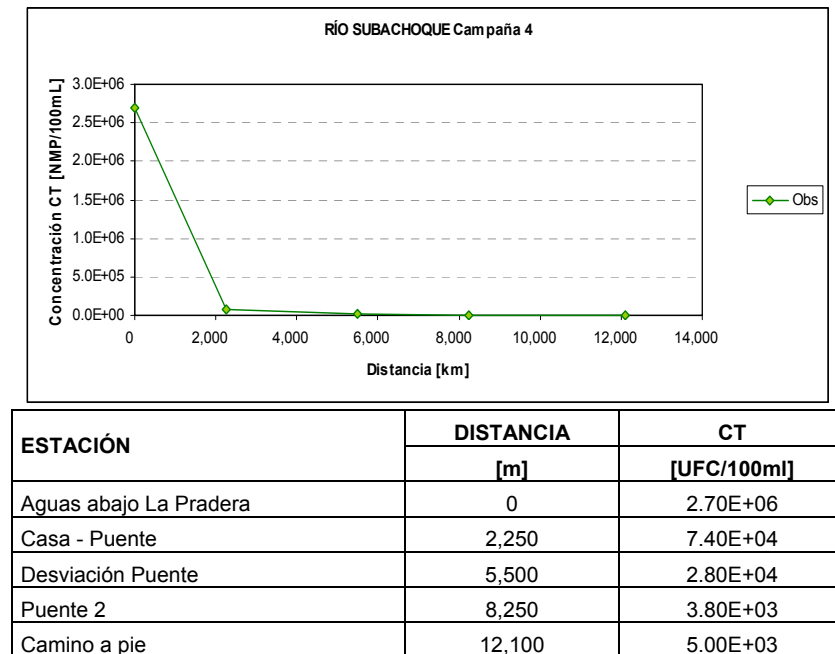 RÍO SUBACHOQUE Campaña 4
Concentración CT [NMP/100mL]
3.0E+06
2.5E+06
2.0E+06
1.5E+06
1.0E+06
5.0E+05
0.0E+00
0 2,000 4,000 6,000 8,000 10,000 12,000 14,000
Distancia [km]
Obs
ESTACIÓN DISTANCIA CT
[m] [UFC/100ml]
Aguas abajo La Pradera 0 2.70E+06
Casa - Puente 2,250 7.40E+04
Desviación Puente 5,500 2.80E+04
Puente 2 8,250 3.80E+03
Camino a pie 12,100 5.00E+03